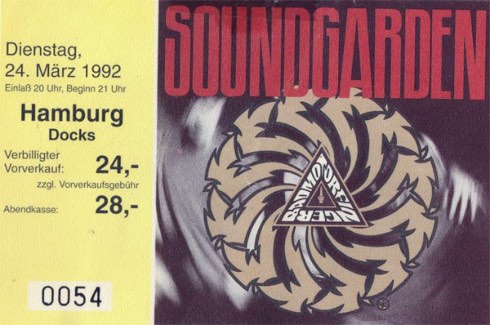 Dienstag,
24. März 1992
Einlaß 20 Uhr, Beginn 21 Uhr
Hamburg
Docks
Verbilligter
Vorverkauf: 24,-
zzgl. Vorverkaufsgebühr
Abendkasse: 28,-
0054
SOUNDGARDEN
BADMOTORFINGER